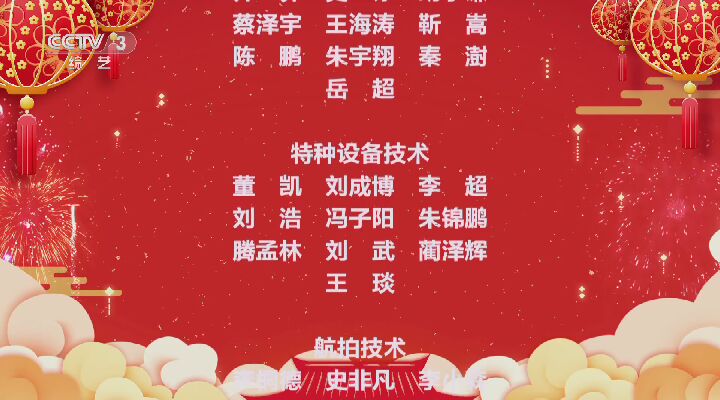 CCTV 3
综艺
蔡泽宇 王海涛 靳 嵩
陈 鹏 朱宇翔 秦 澍
岳 超
特种设备技术
董 凯 刘成博 李 超
刘 浩 冯子阳 朱锦鹏
腾孟林 刘 武 蔺泽辉
王 琰
航拍技术
史非凡